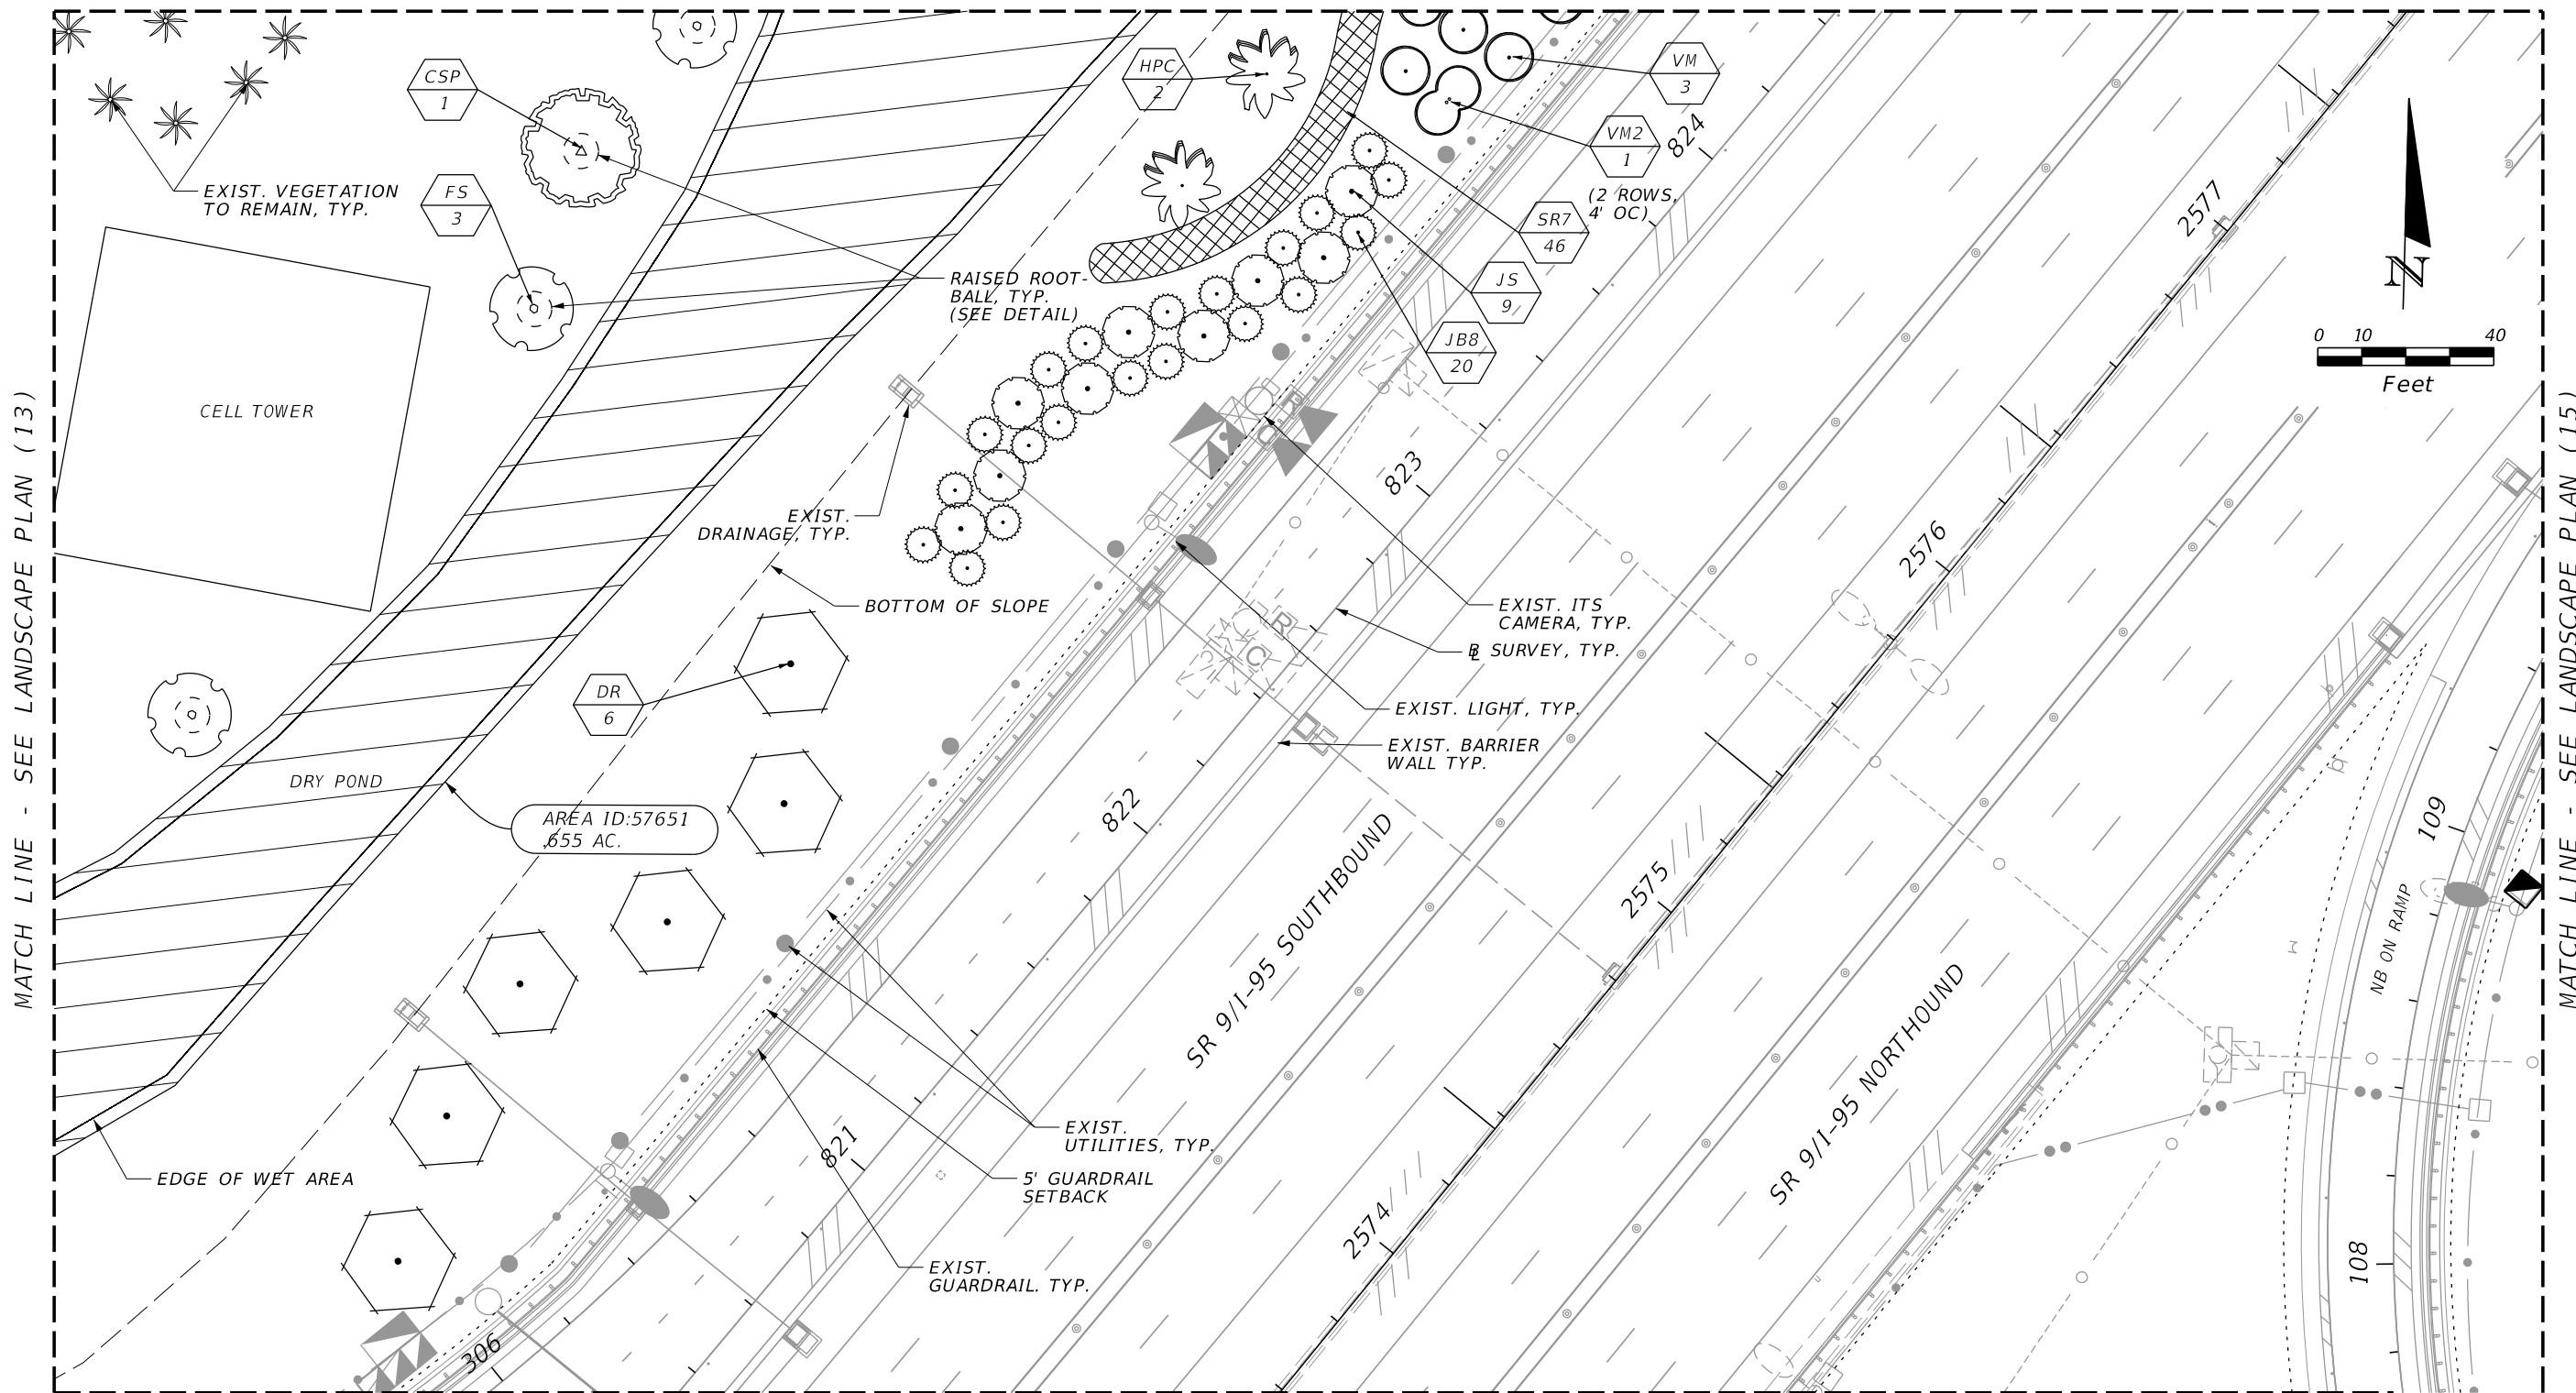 CSP
1
HPC
2
VM
3
VM2
1
824
EXIST. VEGETATION
TO REMAIN, TYP.
FS
3
(2 ROWS,
4' OC)
SR7
46
2577
N
RAISED ROOT-
BALL, TYP.
(SEE DETAIL)
JS
9
JB8
20
0 10 40
Feet
CELL TOWER
MATCH LINE - SEE LANDSCAPE PLAN (13)
MATCH LINE - SEE LANDSCAPE PLAN (15)
823
EXIST.
DRAINAGE, TYP.
2576
BOTTOM OF SLOPE
EXIST. ITS
CAMERA, TYP.
R
C
BL SURVEY, TYP.
DR
6
EXIST. LIGHT, TYP.
EXIST. BARRIER
WALL TYP.
DRY POND
AREA ID:57651
.655 AC.
822
109
2575
SR 9/I-95 SOUTHBOUND
NB ON RAMP
SR 9/I-95 NORTHOUND
EXIST.
UTILITIES, TYP.
821
EDGE OF WET AREA
5' GUARDRAIL
SETBACK
2574
108
EXIST.
GUARDRAIL. TYP.
306